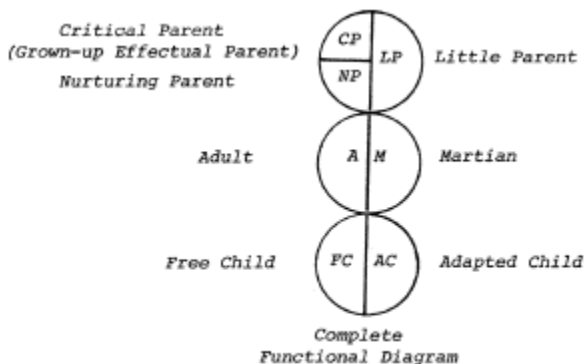 Critical Parent
(Grown-up Effectual Parent)
Nurturing Parent
CP
NP
LP
Little Parent
Adult
A
M
Martian
Free Child
FC
AC
Adapted Child
Complete
Functional Diagram